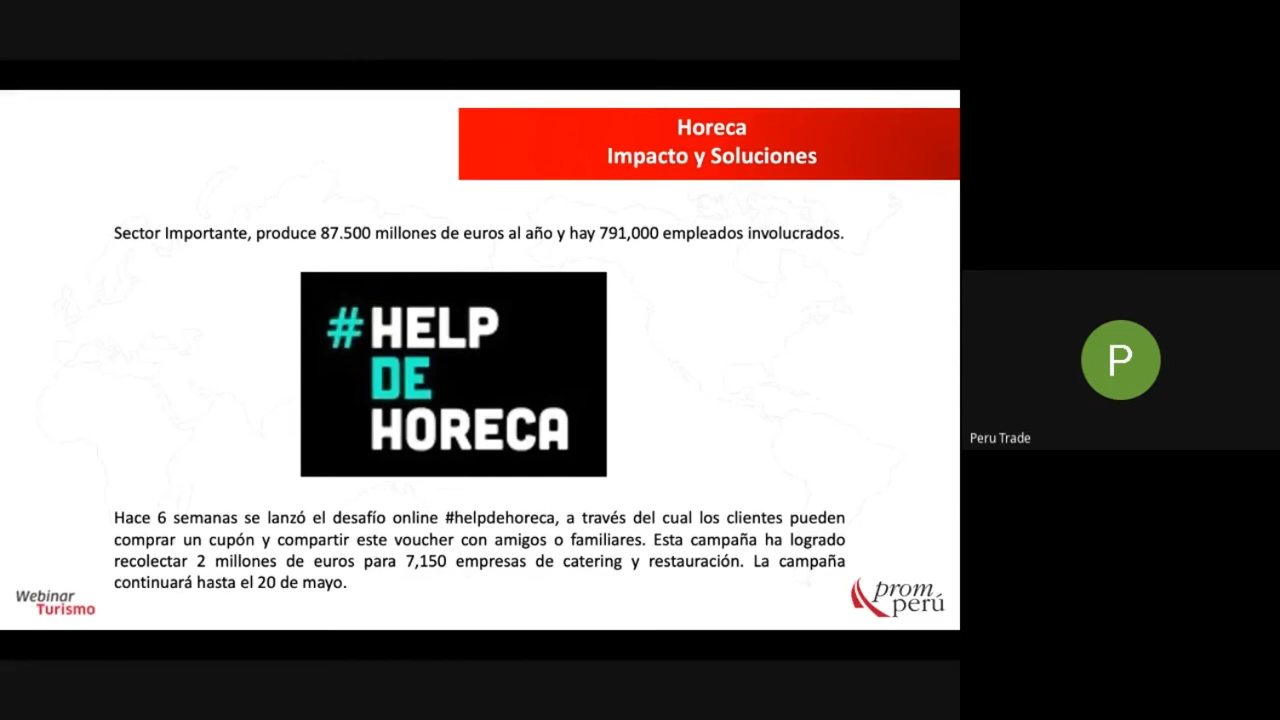 Horeca
Impacto y Soluciones
Sector Importante, produce 87.500 millones de euros al año y hay 791,000 empleados involucrados.
#HELP
DE
HORECA
Hace 6 semanas se lanzó el desafío online #helpdehoreca, a través del cual los clientes pueden
comprar un cupón y compartir este voucher con amigos o familiares. Esta campaña ha logrado
recolectar 2 millones de euros para 7,150 empresas de catering y restauración. La campaña
continuará hasta el 20 de mayo.
Webinar
Turismo
prom
perú
P
Peru Trade